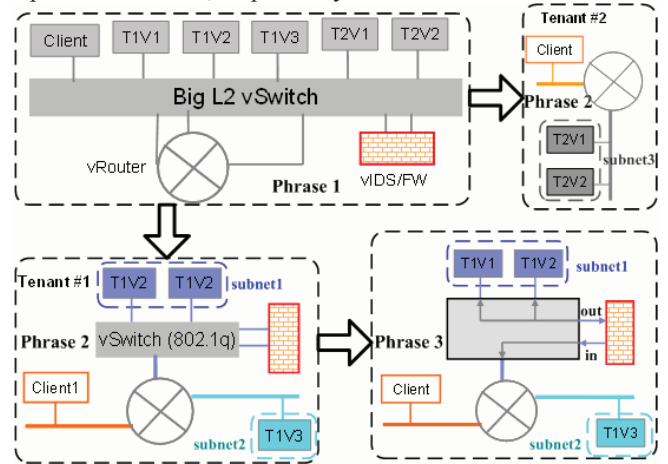 Client
T1V1
T1V2
T1V3
T2V1
T2V2
Big L2 vSwitch
vRouter
vIDS/FW
Phrase 1
Tenant #2
Client
Phrase 2
T2V1
subnet3
T2V2
Tenant #1
T1V2
T1V2
subnet1
Phrase 2
vSwitch (802.1q)
Client1
subnet2
T1V3
T1V1
T1V2
subnet1
out
Phrase 3
in
Client
subnet2
T1V3